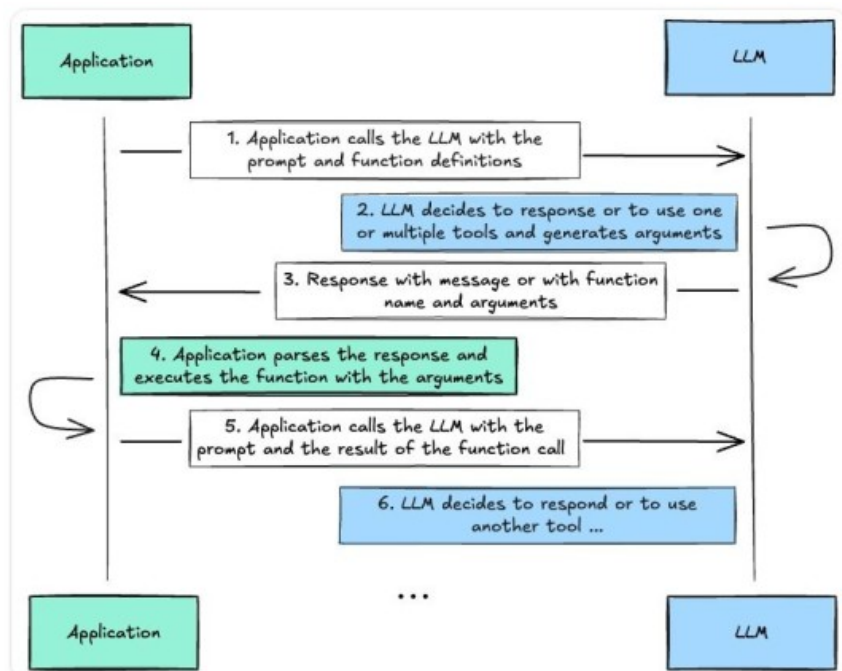 Application
LLM
1. Application calls the LLM with the
prompt and function definitions
2. LLM decides to response or to use one
or multiple tools and generates arguments
3. Response with message or with function
name and arguments
4. Application parses the response and
executes the function with the arguments
5. Application calls the LLM with the
prompt and the result of the function call
6. LLM decides to respond or to use
another tool ...
...
Application
LLM